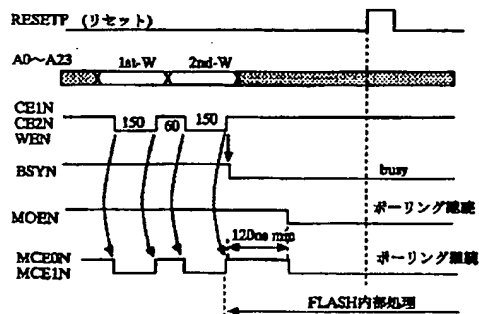 RESETP (リセット)
A0～A23 1st-W 2nd-W
CE1N
CE2N 150 60 150
WEN
BSYN busy
MOEN ポーリング継続
120ns min
MCE0N ポーリング継続
MCE1N
FLASH内部処理